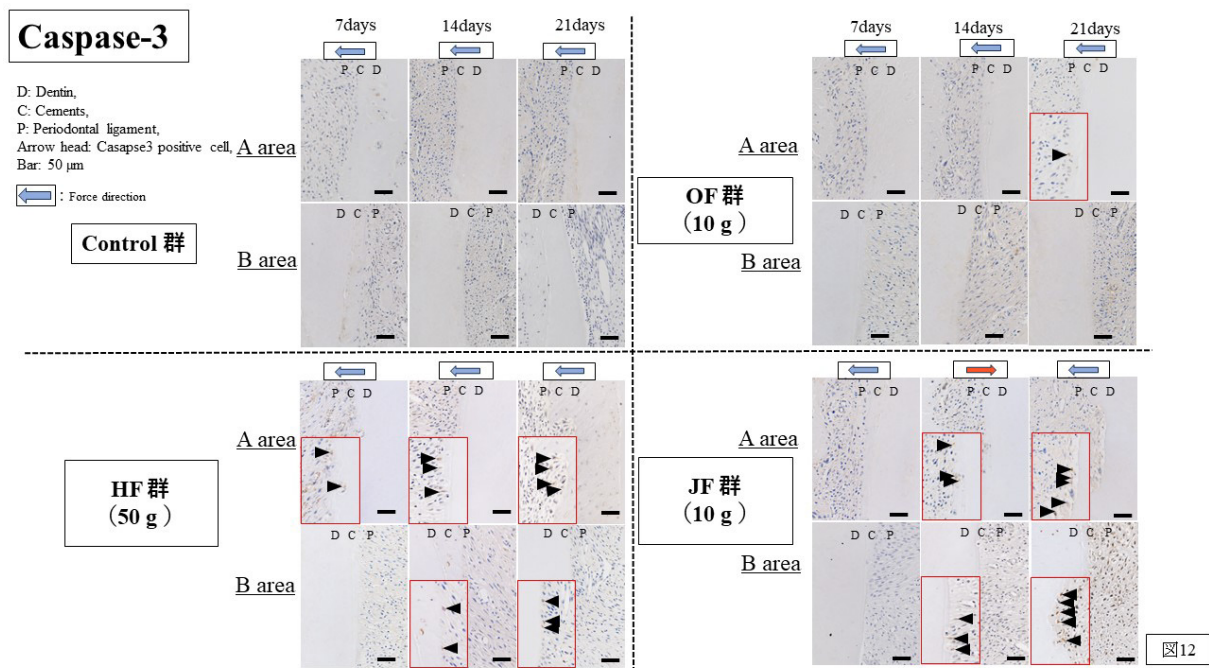 Caspase-3
D: Dentin,
C: Cements,
P: Periodontal ligament,
Arrow head: Casapse3 positive cell,
Bar: 50 μm
: Force direction
Control 群
7days 14days 21days
A area
P C D P C D P C D
B area
D C P D C P D C P
OF 群
（10 g ）
7days 14days 21days
A area
P C D P C D P C D
B area
D C P D C P D C P
HF 群
（50 g ）
A area
P C D P C D P C D
B area
D C P D C P D C P
JF 群
（10 g ）
A area
P C D P C D P C D
B area
D C P D C P D C P
図12